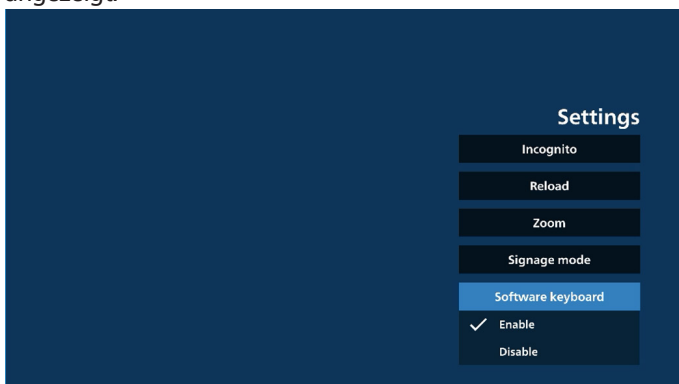 angezeigt.
Settings
Incognito
Reload
Zoom
Signage mode
Software keyboard
Enable
Disable